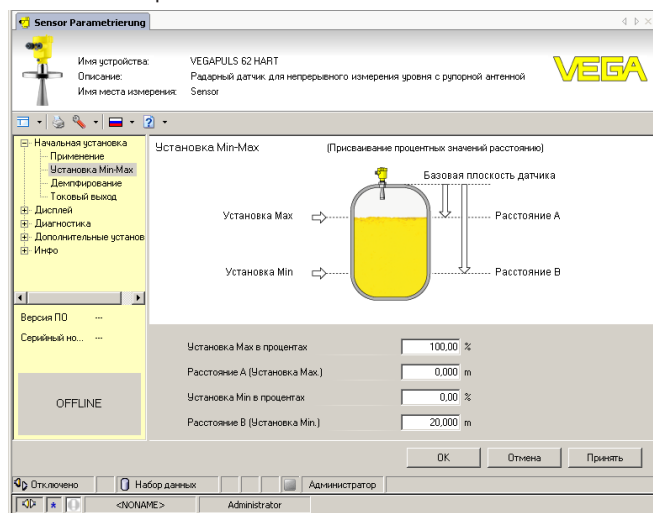 Sensor Parametrierung
Имя устройства: VEGAPULS 62 HART
Описание: Радарный датчик для непрерывного измерения уровня с рупорной антенной
Имя места измерения: Sensor
VEGA
Начальная установка
Применение
Установка Min-Max
Демпфирование
Токовый выход
Дисплей
Диагностика
Дополнительные установ
Инфо
Версия ПО ---
Серийный но... ---
OFFLINE
Установка Min-Max (Присваивание процентных значений расстоянию)
Базовая плоскость датчика
Установка Max
Расстояние A
Установка Min
Расстояние B
Установка Max в процентах 100,00 %
Расстояние A (Установка Max.) 0,000 m
Установка Min в процентах 0,00 %
Расстояние B (Установка Min.) 20,000 m
OK Отмена Принять
Отключено Набор данных Администратор
<NONAME> Administrator